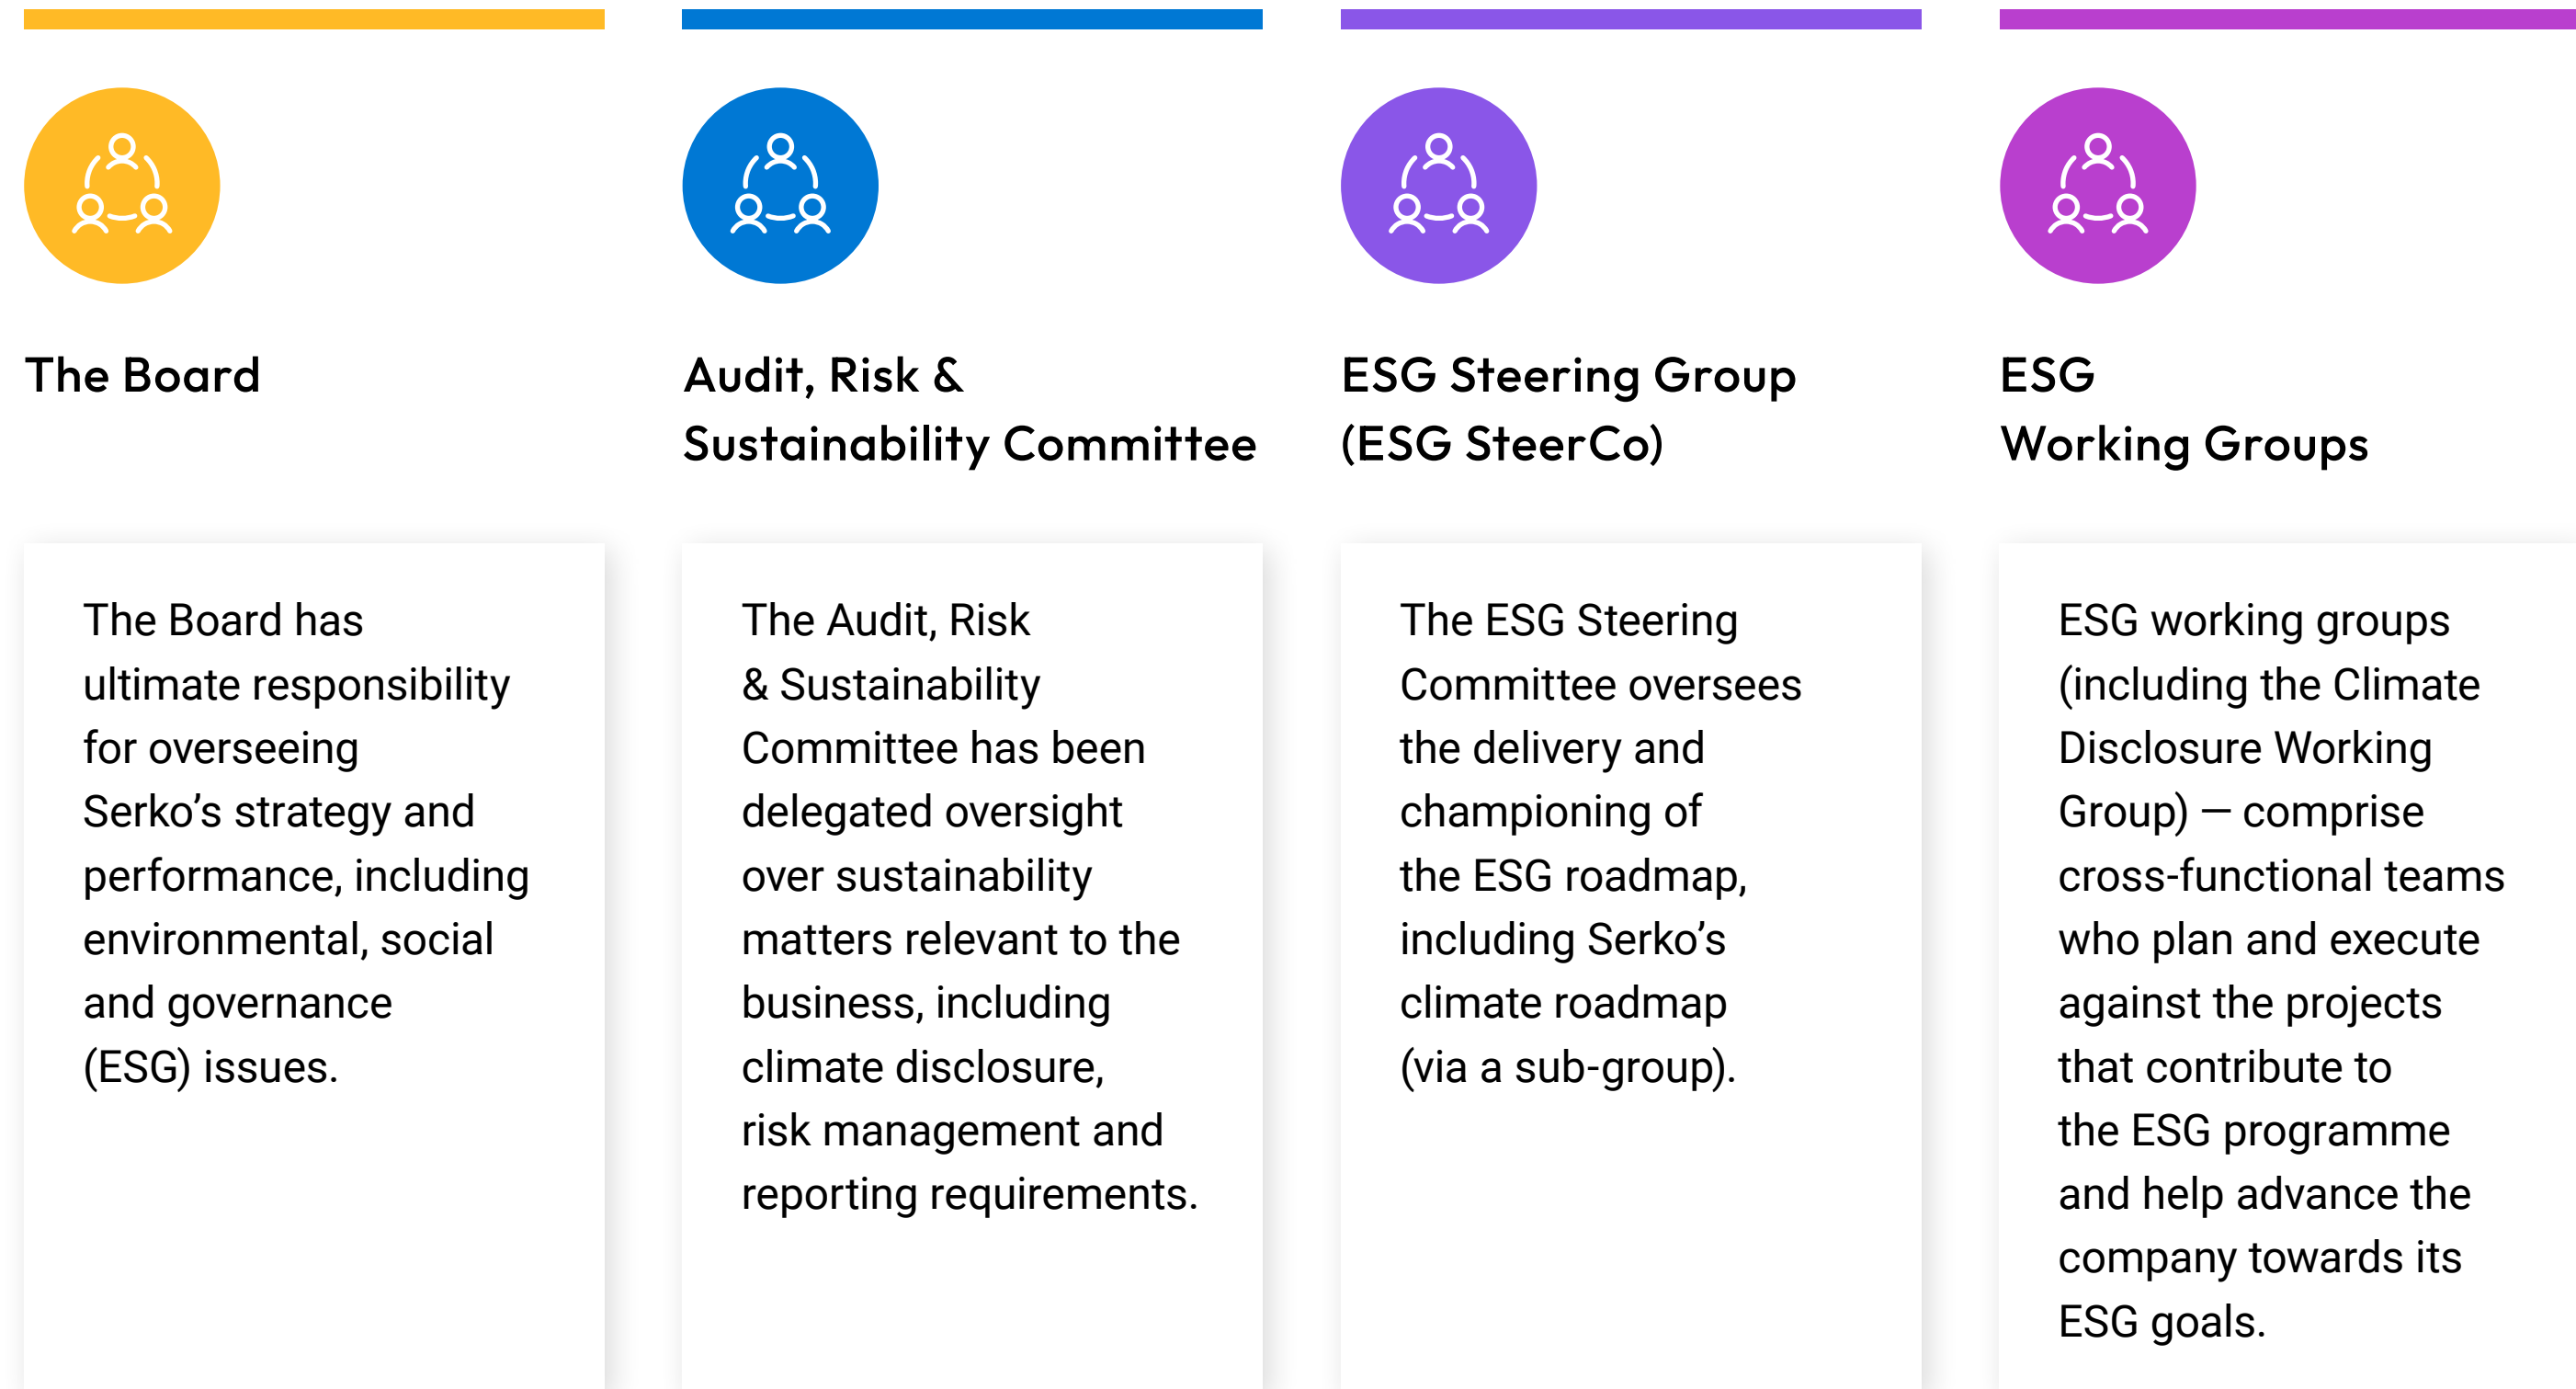 The Board
The Board has
ultimate responsibility
for overseeing
Serko’s strategy and
performance, including
environmental, social
and governance
(ESG) issues.
Audit, Risk &
Sustainability Committee
The Audit, Risk
& Sustainability
Committee has been
delegated oversight
over sustainability
matters relevant to the
business, including
climate disclosure,
risk management and
reporting requirements.
ESG Steering Group
(ESG SteerCo)
The ESG Steering
Committee oversees
the delivery and
championing of
the ESG roadmap,
including Serko’s
climate roadmap
(via a sub-group).
ESG
Working Groups
ESG working groups
(including the Climate
Disclosure Working
Group) — comprise
cross-functional teams
who plan and execute
against the projects
that contribute to
the ESG programme
and help advance the
company towards its
ESG goals.